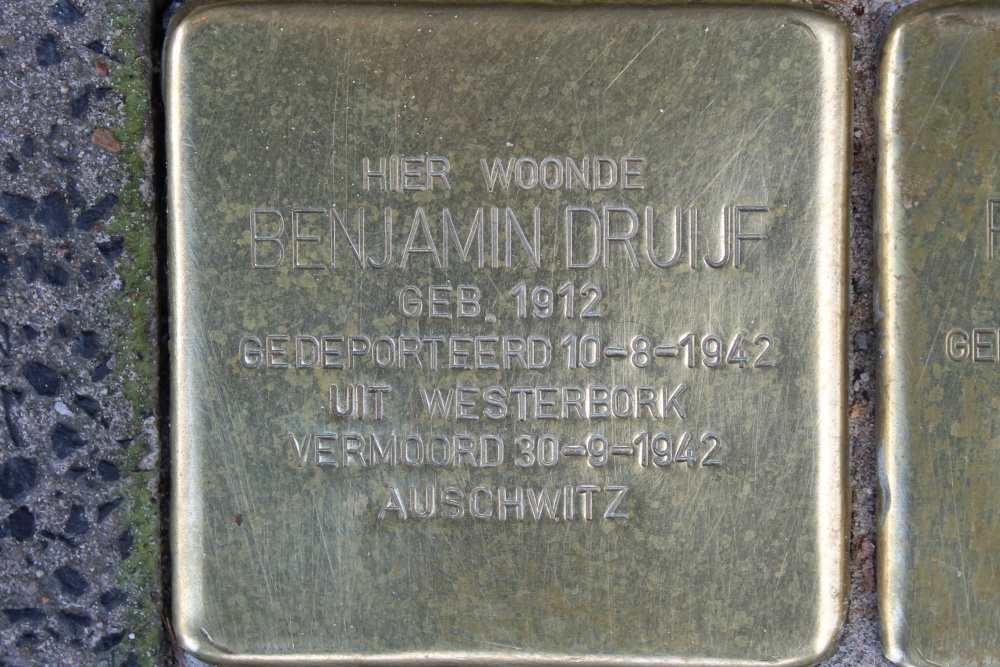 HIER WOONDE
BENJAMIN DRUIJF
GEB. 1912
GEDEPORTEERD 10-8-1942
UIT WESTERBORK
VERMOORD 30-9-1942
AUSCHWITZ